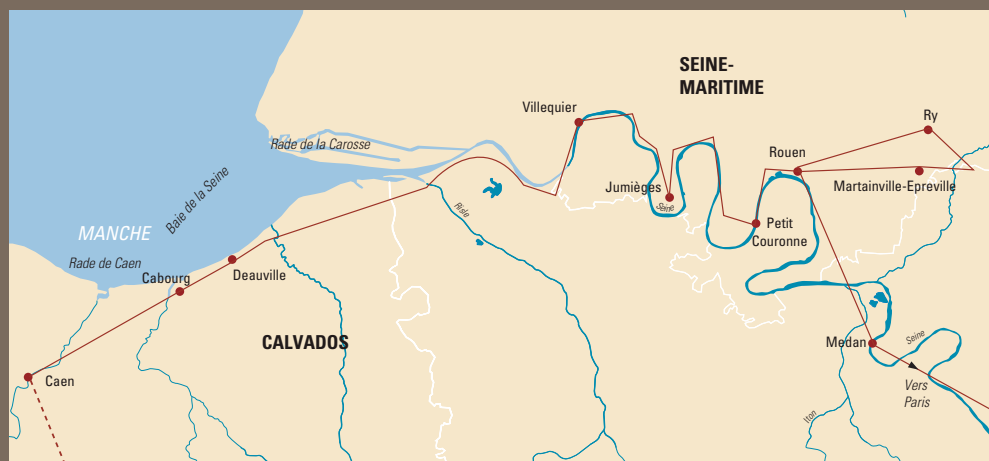 SEINE-
MARITIME
Villequier
Ry
Rade de la Carosse
Rouen
Jumièges
Martainville-Epreville
Seine
Risle
Baie de la Seine
MANCHE
Petit
Couronne
Rade de Caen
Cabourg
Deauville
CALVADOS
Medan
Seine
Caen
Vers
Paris
Iton